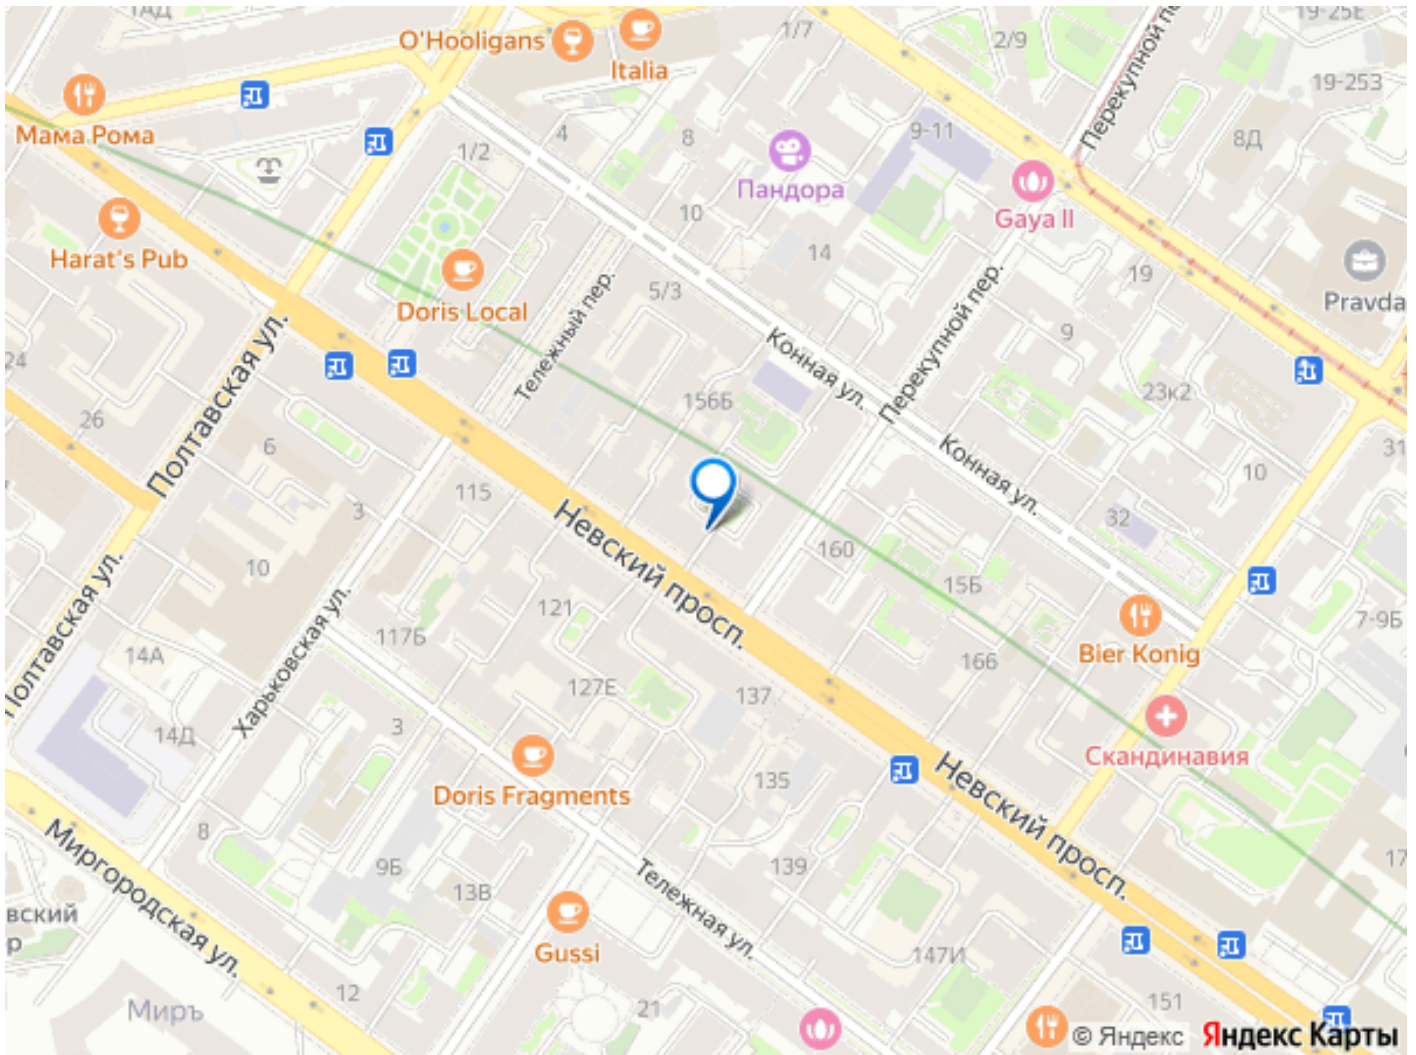 1АД
O'Hooligans
Italia
1/7
2/9
19-25Е
19-253
Перекупной пе
Мама Рома
1/2
4
8
9-11
8Д
Пандора
Gaya II
Harat's Pub
10
14
19
Pravda
Doris Local
5/3
Тележный пер.
Конная ул.
Перекупной пер.
9
23к2
24
26
Полтавская ул.
6
156Б
Конная ул.
31
10
115
3
Невский просп.
32
160
10
15Б
7-9Б
121
117Б
Полтавская ул.
14А
Харьковская ул.
Bier Konig
166
127Е
137
14Д
3
Скандинавия
Doris Fragments
135
Невский просп.
8
Миргородская ул.
9Б
13В
139
17
Тележная ул.
вский
р
Gussi
147И
12
21
151
Миръ
© Яндекс Яндекс Карты